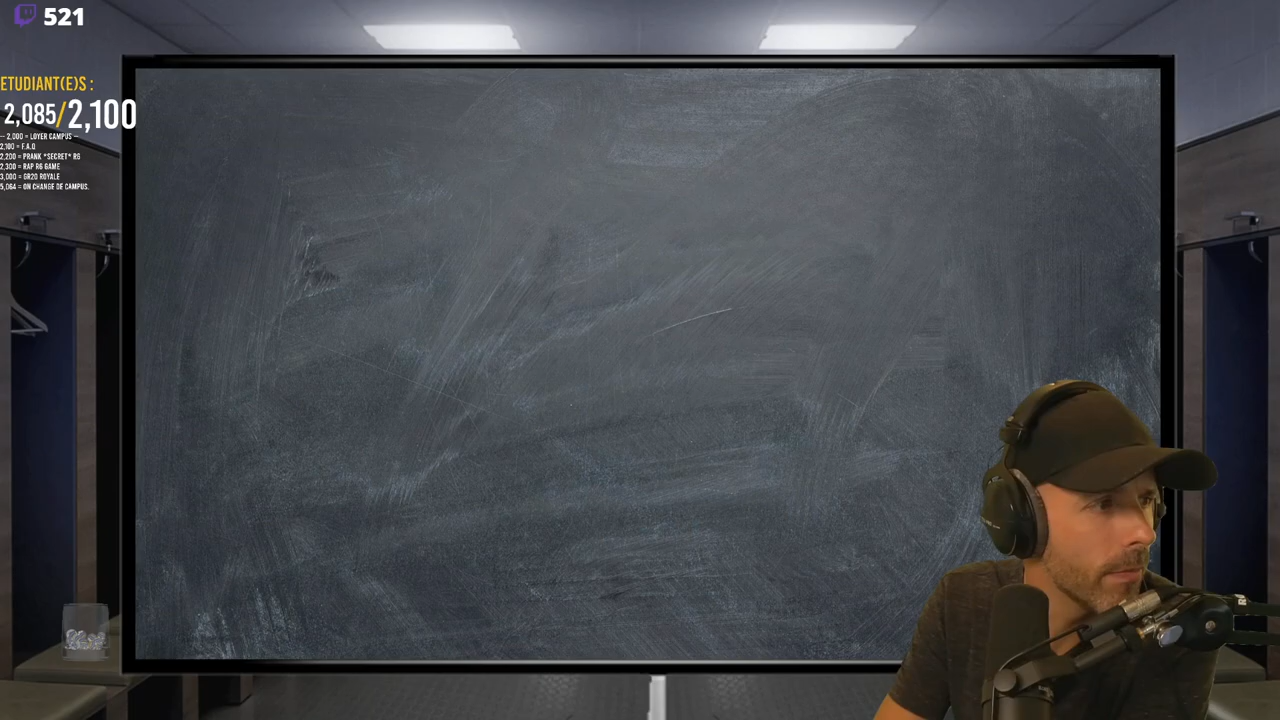 521
ETUDIANT(E)S :
2,085/2,100
-- 2,000 = LOYER CAMPUS --
2,100 = F.A.Q
2,200 = PRANK *SECRET* R6
2,300 = RAP R6 GAME
3,000 = GR20 ROYALE
5,064 = ON CHANGE DE CAMPUS.